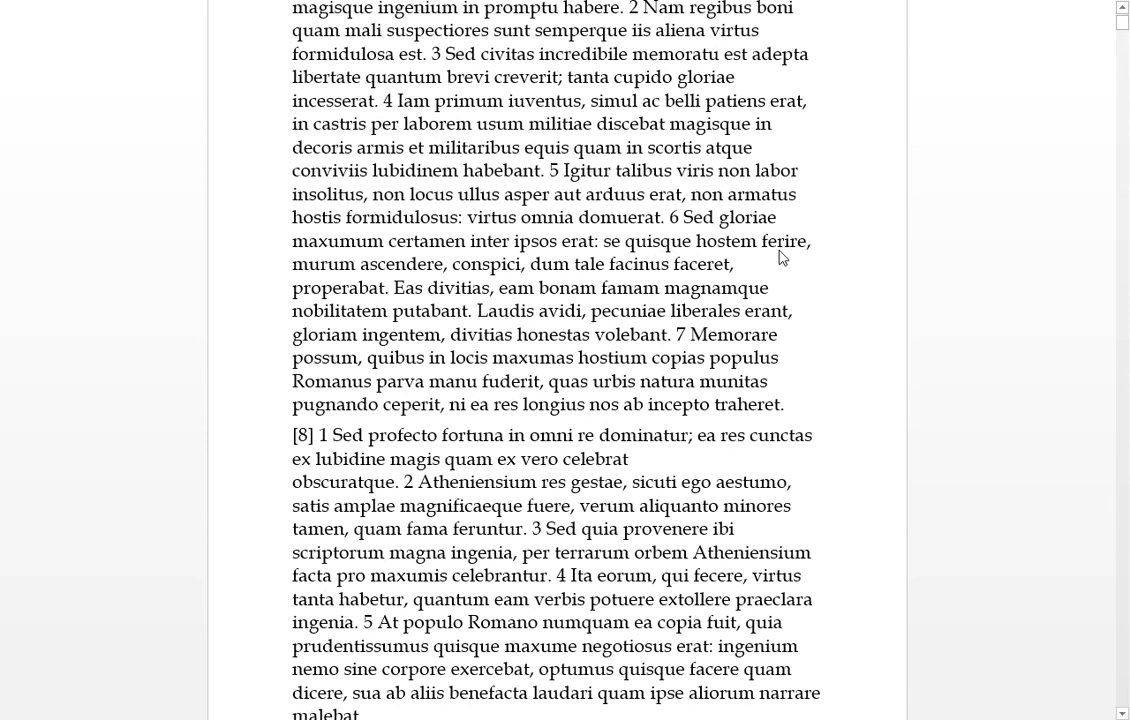 magisque ingenium in promptu habere. 2 Nam regibus boni
quam mali suspectiores sunt semperque iis aliena virtus
formidulosa est. 3 Sed civitas incredibile memoratu est adepta
libertate quantum brevi creverit; tanta cupido gloriae
incesserat. 4 Iam primum iuventus, simul ac belli patiens erat,
in castris per laborem usum militiae discebat magisque in
decoris armis et militaribus equis quam in scortis atque
conviviis lubidinem habebant. 5 Igitur talibus viris non labor
insolitus, non locus ullus asper aut arduus erat, non armatus
hostis formidulosus: virtus omnia domuerat. 6 Sed gloriae
maxumum certamen inter ipsos erat: se quisque hostem ferire,
murum ascendere, conspici, dum tale facinus faceret,
properabat. Eas divitias, eam bonam famam magnamque
nobilitatem putabant. Laudis avidi, pecuniae liberales erant,
gloriam ingentem, divitias honestas volebant. 7 Memorare
possum, quibus in locis maxumas hostium copias populus
Romanus parva manu fuderit, quas urbis natura munitas
pugnando ceperit, ni ea res longius nos ab incepto traheret.
[8] 1 Sed profecto fortuna in omni re dominatur; ea res cunctas
ex lubidine magis quam ex vero celebrat
obscuratque. 2 Atheniensium res gestae, sicuti ego aestumo,
satis amplae magnificaeque fuere, verum aliquanto minores
tamen, quam fama feruntur. 3 Sed quia provenere ibi
scriptorum magna ingenia, per terrarum orbem Atheniensium
facta pro maxumis celebrantur. 4 Ita eorum, qui fecere, virtus
tanta habetur, quantum eam verbis potuere extollere praeclara
ingenia. 5 At populo Romano numquam ea copia fuit, quia
prudentissumus quisque maxume negotiosus erat: ingenium
nemo sine corpore exercebat, optumus quisque facere quam
dicere, sua ab aliis benefacta laudari quam ipse aliorum narrare
malebat